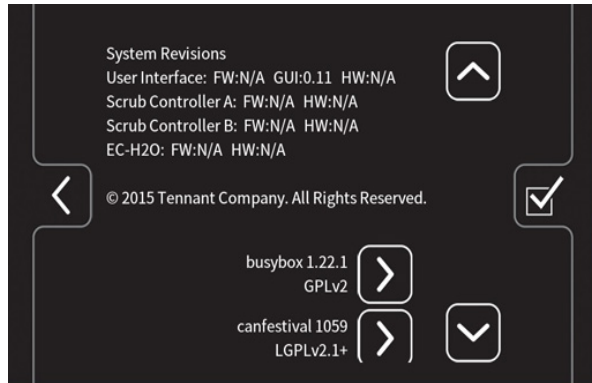 System Revisions
User Interface: FW:N/A GUI:0.11 HW:N/A
Scrub Controller A: FW:N/A HW:N/A
Scrub Controller B: FW:N/A HW:N/A
EC-H2O: FW:N/A HW:N/A
© 2015 Tennant Company. All Rights Reserved.
busybox 1.22.1
GPLv2
canfestival 1059
LGPLv2.1+